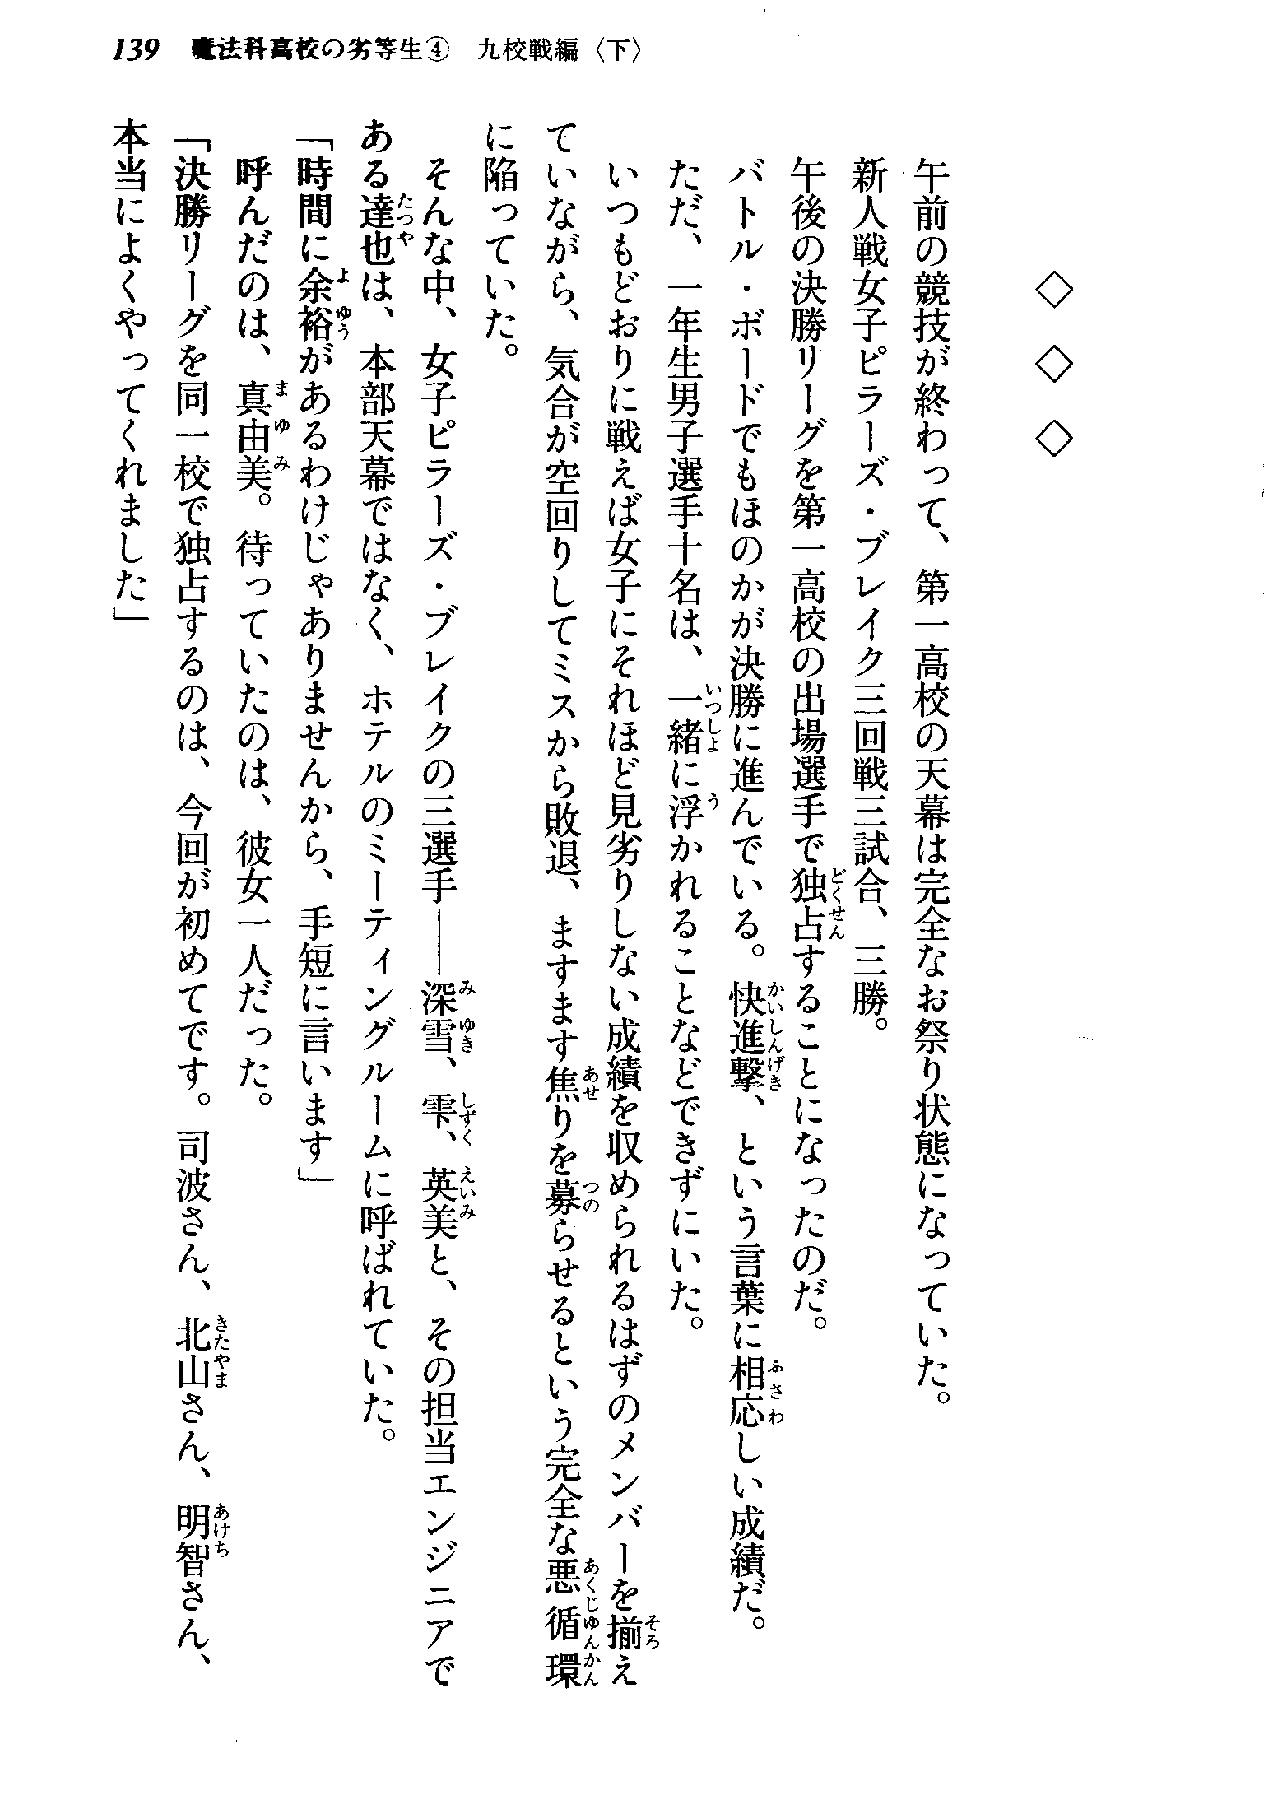 139 魔法科高校の劣等生④ 九校戦編〈下〉
◇ ◇ ◇
午前の競技が終わって、第一高校の天幕は完全なお祭り状態になっていた。
新人戦女子ピラーズ・ブレイク三回戦三試合、三勝。
午後の決勝リーグを第一高校の出場選手で独占することになったのだ。
バトル・ボードでもほのかが決勝に進んでいる。快進撃、という言葉に相応しい成績だ。
ただ、一年生男子選手十名は、一緒に浮かれることなどできずにいた。
いつもどおりに戦えば女子にそれほど見劣りしない成績を収められるはずのメンバーを揃え
ていながら、気合が空回りしてミスから敗退、ますます焦りを募らせるという完全な悪循環
に陥っていた。
そんな中、女子ピラーズ・ブレイクの三選手――深雪、雫、英美と、その担当エンジニアで
ある達也は、本部天幕ではなく、ホテルのミーティングルームに呼ばれていた。
「時間に余裕があるわけじゃありませんから、手短に言います」
呼んだのは、真由美。待っていたのは、彼女一人だった。
「決勝リーグを同一校で独占するのは、今回が初めてです。司波さん、北山さん、明智さん、
本当によくやってくれました」